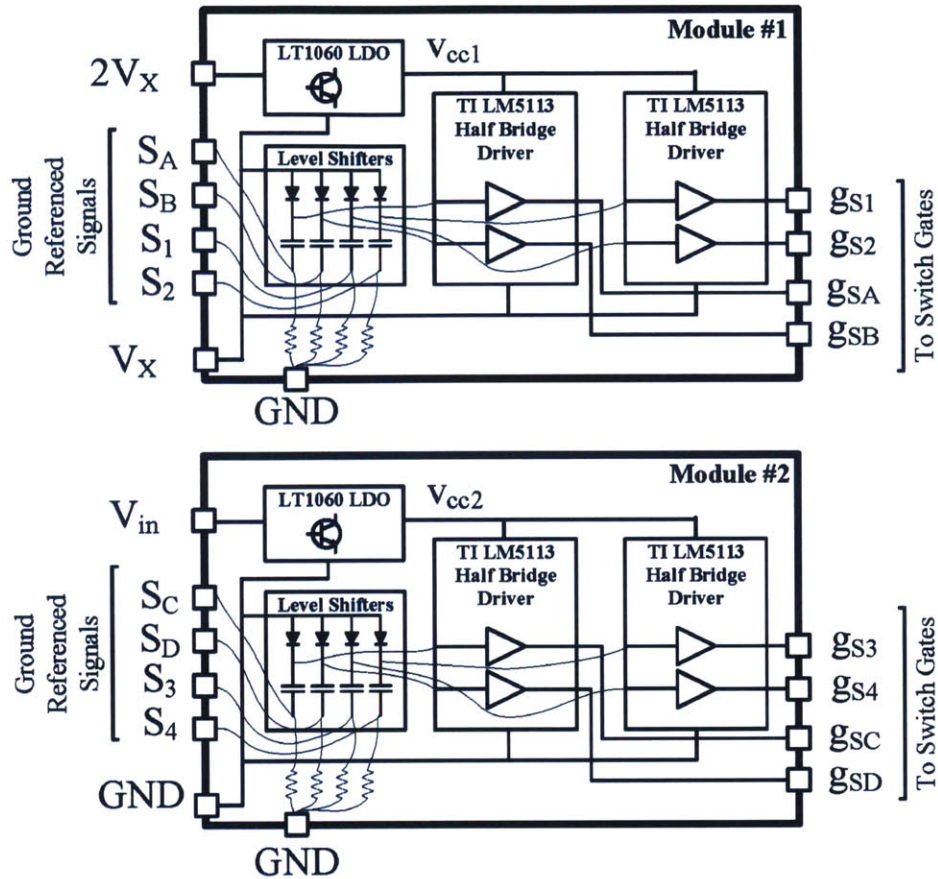 Module #1
LT1060 LDO
Vcc1
2VX
TI LM5113
Half Bridge
Driver
TI LM5113
Half Bridge
Driver
Level Shifters
Ground
Referenced
Signals
SA
SB
S1
S2
VX
GND
gS1
gS2
gSA
gSB
To Switch Gates
Module #2
LT1060 LDO
Vcc2
Vin
TI LM5113
Half Bridge
Driver
TI LM5113
Half Bridge
Driver
Level Shifters
Ground
Referenced
Signals
SC
SD
S3
S4
GND
GND
gS3
gS4
gSC
gSD
To Switch Gates